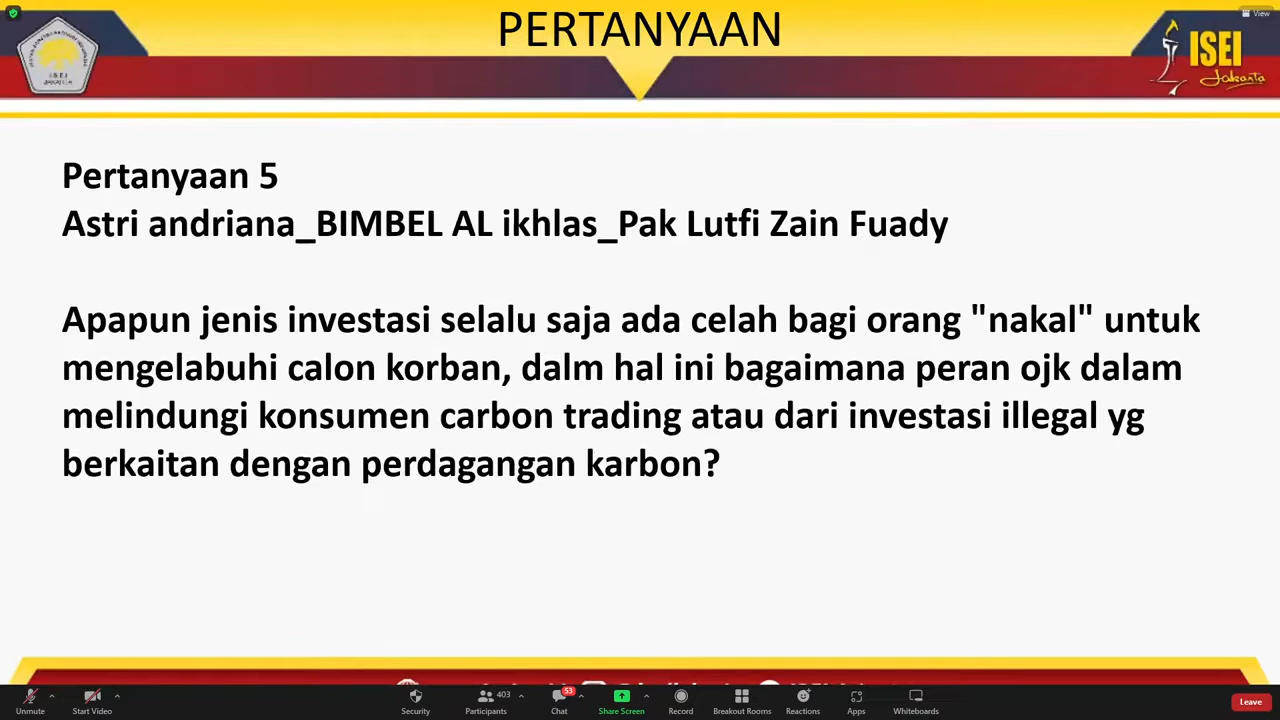 PERTANYAAN
View
ISEI
JAKARTA
ISEI
Jakarta
Pertanyaan 5
Astri andriana_BIMBEL AL ikhlas_Pak Lutfi Zain Fuady
Apapun jenis investasi selalu saja ada celah bagi orang "nakal" untuk
mengelabuhi calon korban, dalm hal ini bagaimana peran ojk dalam
melindungi konsumen carbon trading atau dari investasi illegal yg
berkaitan dengan perdagangan karbon?
403
53
Unmute
Start Video
Security
Participants
Chat
Share Screen
Record
Breakout Rooms
Reactions
Apps
Whiteboards
Leave